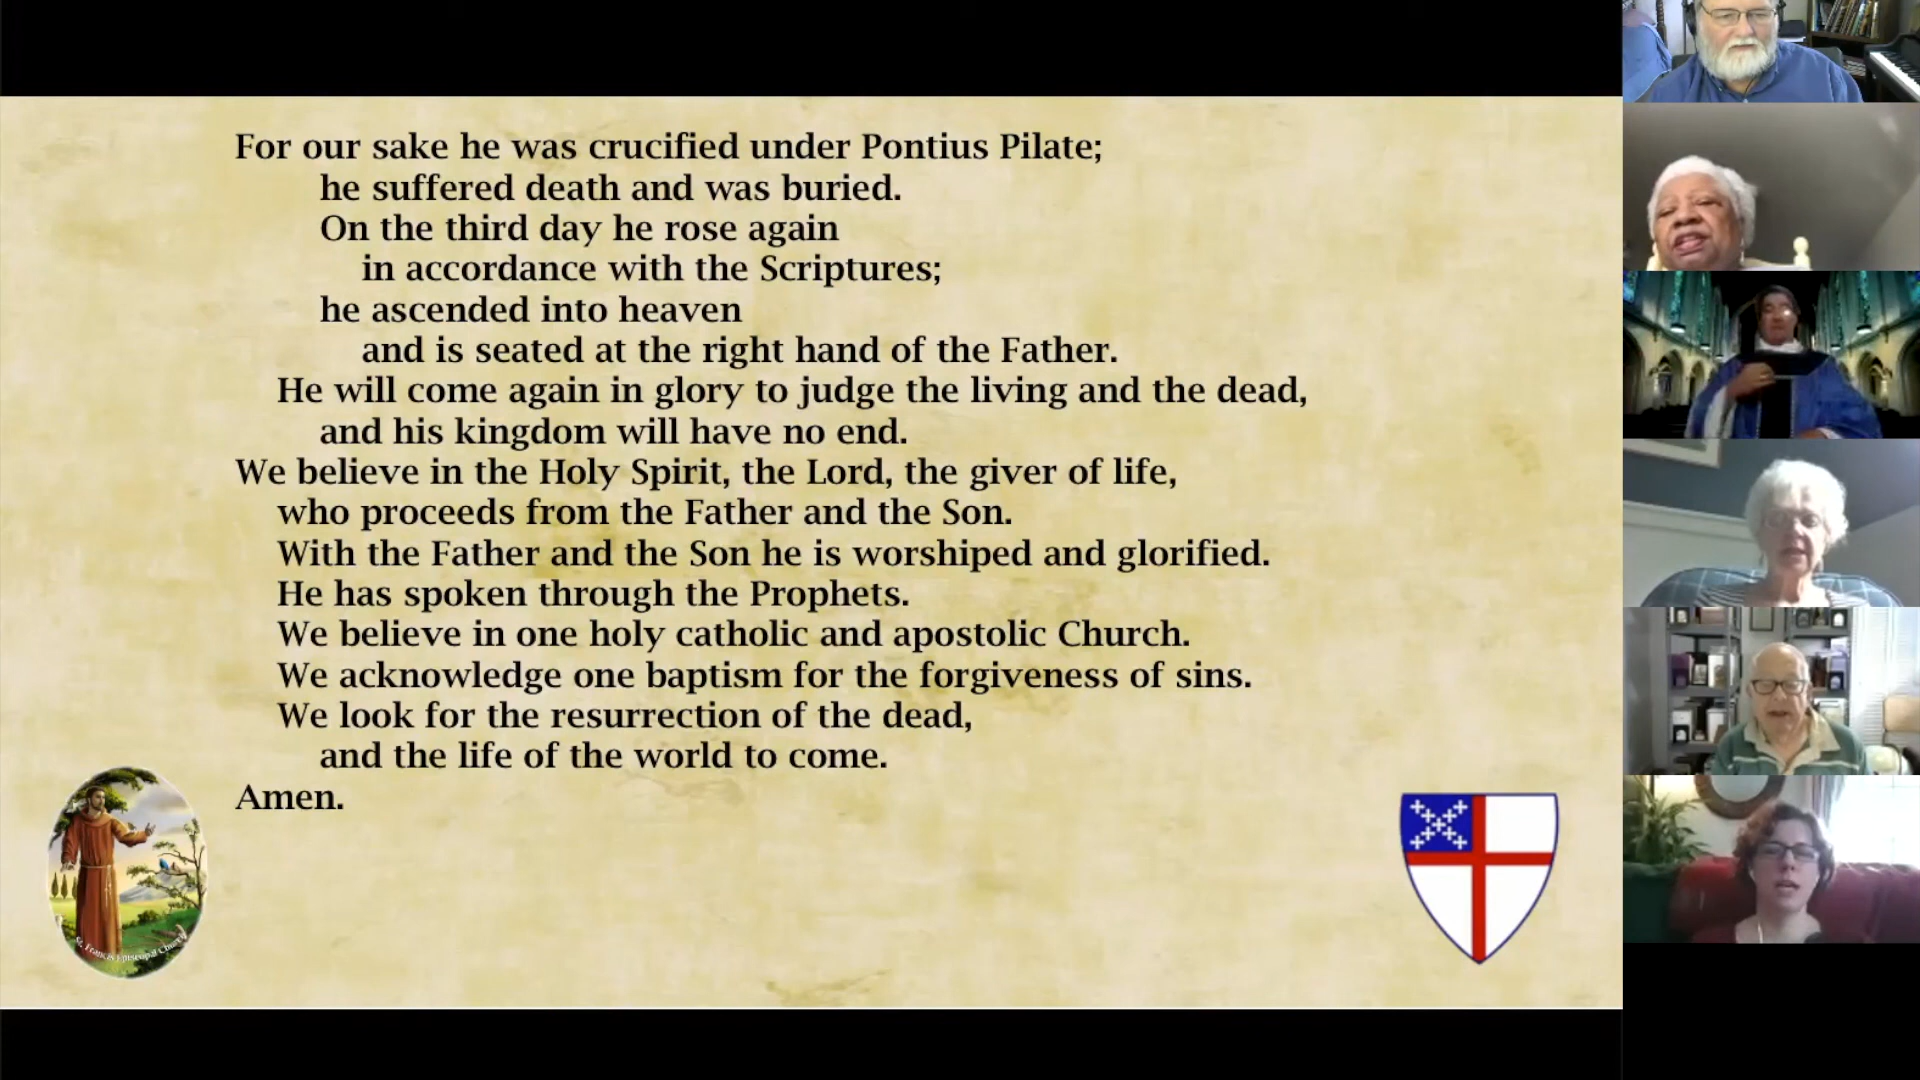 For our sake he was crucified under Pontius Pilate;
he suffered death and was buried.
On the third day he rose again
in accordance with the Scriptures;
he ascended into heaven
and is seated at the right hand of the Father.
He will come again in glory to judge the living and the dead,
and his kingdom will have no end.
We believe in the Holy Spirit, the Lord, the giver of life,
who proceeds from the Father and the Son.
With the Father and the Son he is worshiped and glorified.
He has spoken through the Prophets.
We believe in one holy catholic and apostolic Church.
We acknowledge one baptism for the forgiveness of sins.
We look for the resurrection of the dead,
and the life of the world to come.
Amen.
St. Francis Episcopal Church